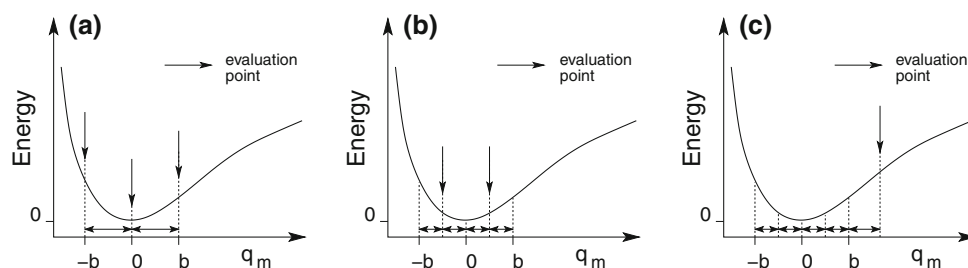 (a)
evaluation
point
Energy
0
–b 0 b q m
(b)
evaluation
point
Energy
0
–b 0 b q m
(c)
evaluation
point
Energy
0
–b 0 b q m